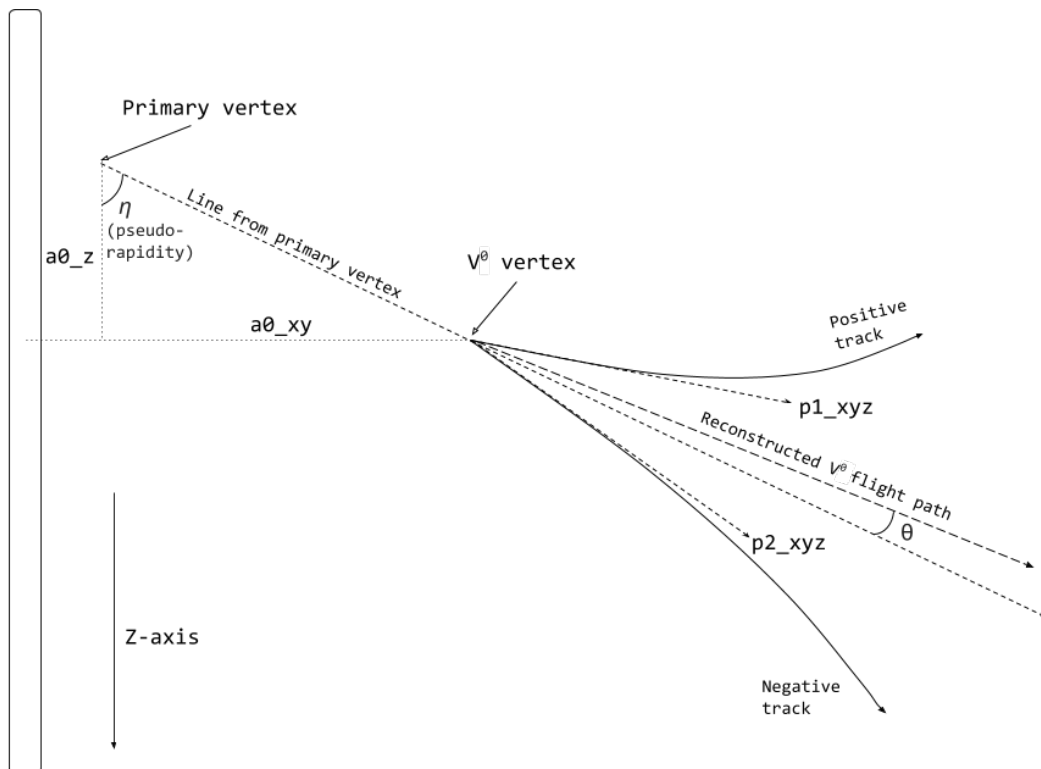 Primary vertex
Line from primary vertex
η
(pseudo-
rapidity)
a0_z
V⁰ vertex
a0_xy
Positive
track
p1_xyz
Reconstructed V⁰ flight path
θ
p2_xyz
Z-axis
Negative
track